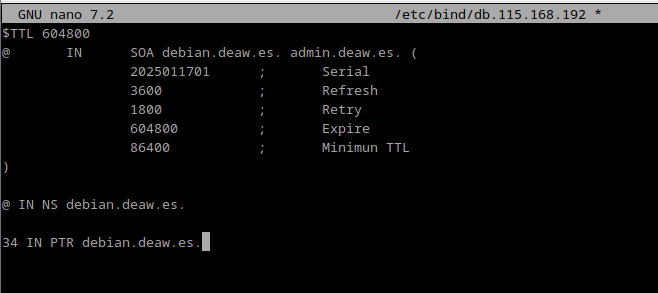 GNU nano 7.2 /etc/bind/db.115.168.192 *
$TTL 604800
@ IN SOA debian.deaw.es. admin.deaw.es. (
2025011701 ; Serial
3600 ; Refresh
1800 ; Retry
604800 ; Expire
86400 ; Minimun TTL
)
@ IN NS debian.deaw.es.
34 IN PTR debian.deaw.es.